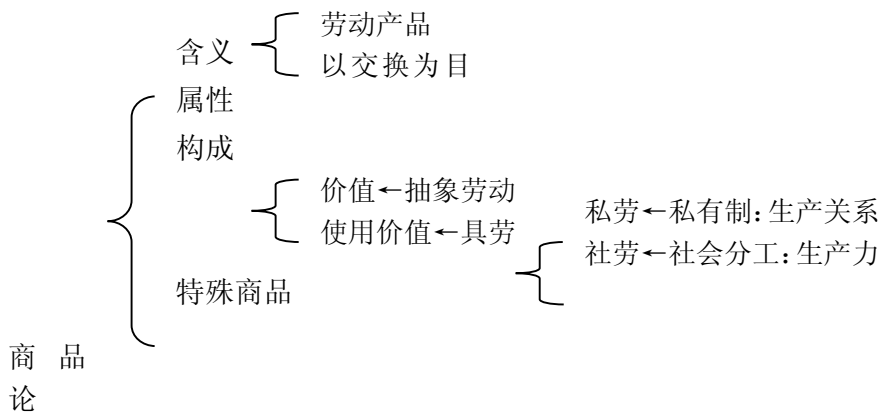 劳动产品
含义
以交换为目
属性
构成
价值←抽象劳动
私劳←私有制:生产关系
使用价值←具劳
社劳←社会分工:生产力
特殊商品
商 品
论